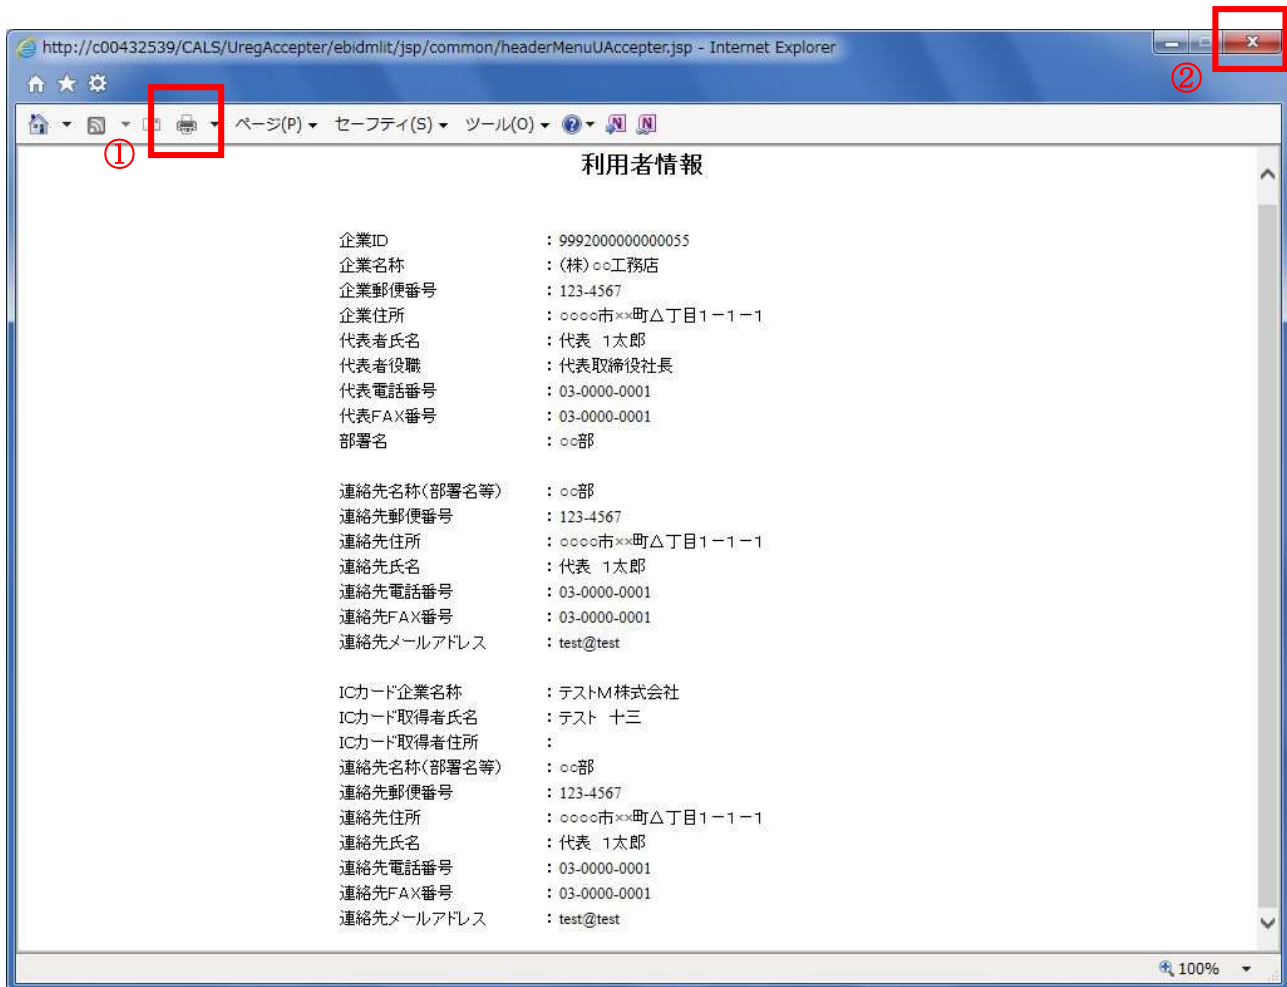 http://c00432539/CALS/UregAccepter/ebidmlit/jsp/common/headerMenuUAccepter.jsp - Internet Explorer
②
ページ(P) セーフティ(S) ツール(O)
①
利用者情報
企業ID : 9992000000000055
企業名称 : (株)○○工務店
企業郵便番号 : 123-4567
企業住所 : ○○○○市××町△丁目1-1-1
代表者氏名 : 代表 1太郎
代表者役職 : 代表取締役社長
代表電話番号 : 03-0000-0001
代表FAX番号 : 03-0000-0001
部署名 : ○○部
連絡先名称(部署名等) : ○○部
連絡先郵便番号 : 123-4567
連絡先住所 : ○○○○市××町△丁目1-1-1
連絡先氏名 : 代表 1太郎
連絡先電話番号 : 03-0000-0001
連絡先FAX番号 : 03-0000-0001
連絡先メールアドレス : test@test
ICカード企業名称 : テストM株式会社
ICカード取得者氏名 : テスト 十三
ICカード取得者住所 :
連絡先名称(部署名等) : ○○部
連絡先郵便番号 : 123-4567
連絡先住所 : ○○○○市××町△丁目1-1-1
連絡先氏名 : 代表 1太郎
連絡先電話番号 : 03-0000-0001
連絡先FAX番号 : 03-0000-0001
連絡先メールアドレス : test@test
100%